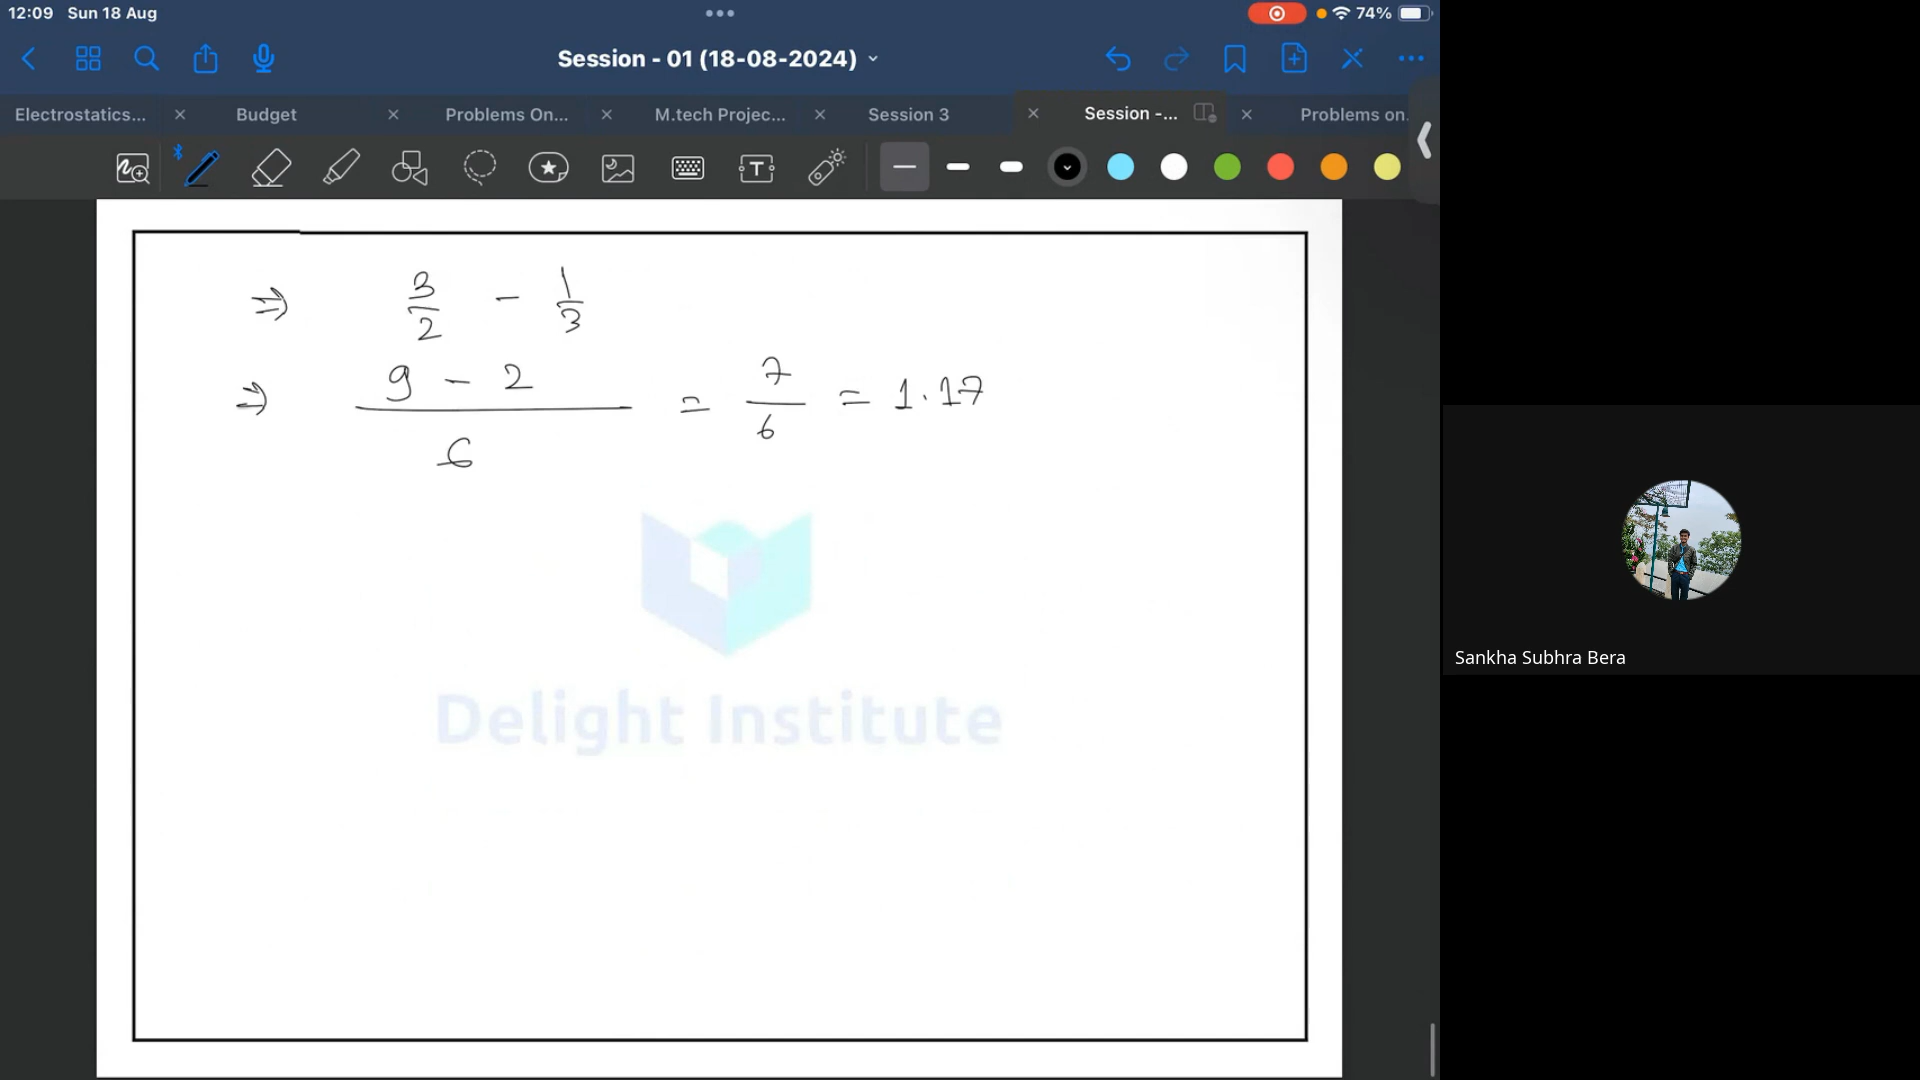 12:09 Sun 18 Aug
74%
Session - 01 (18-08-2024)
Electrostatics...
Budget
Problems On...
M.tech Projec...
Session 3
Session -...
Problems on.
⇒ 3/2 - 1/3
⇒ (9 - 2)/6 = 7/6 = 1.17
Delight Institute
Sankha Subhra Bera